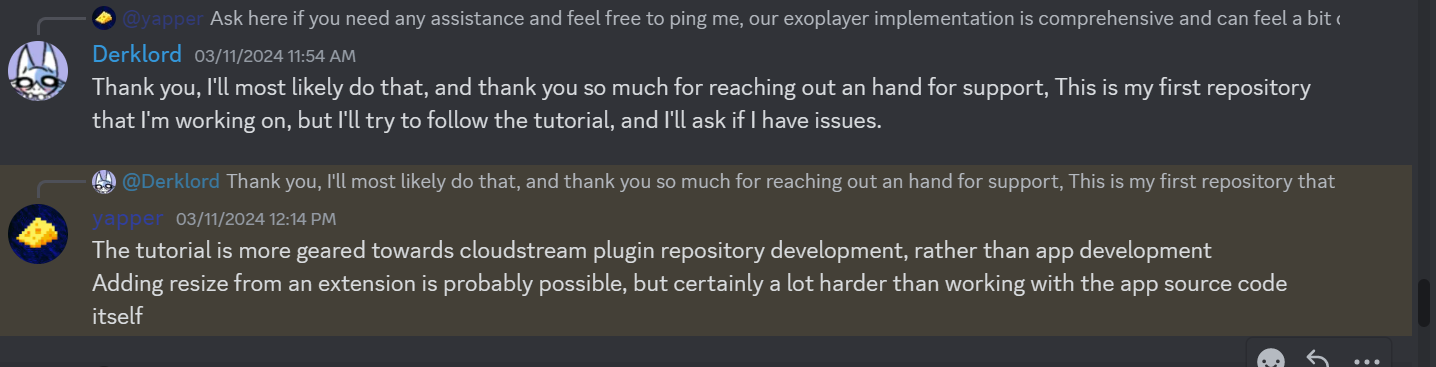 @yapper Ask here if you need any assistance and feel free to ping me, our exoplayer implementation is comprehensive and can feel a bit
Derklord 03/11/2024 11:54 AM
Thank you, I'll most likely do that, and thank you so much for reaching out an hand for support, This is my first repository
that I'm working on, but I'll try to follow the tutorial, and I'll ask if I have issues.
@Derklord Thank you, I'll most likely do that, and thank you so much for reaching out an hand for support, This is my first repository that
yapper 03/11/2024 12:14 PM
The tutorial is more geared towards cloudstream plugin repository development, rather than app development
Adding resize from an extension is probably possible, but certainly a lot harder than working with the app source code
itself